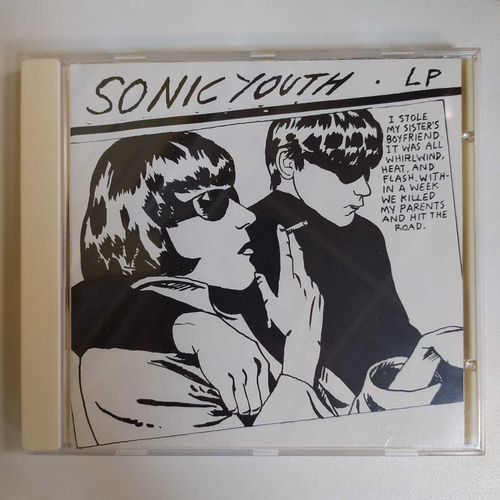 SONIC YOUTH . LP
I STOLE
MY SISTER'S
BOYFRIEND.
IT WAS ALL
WHIRLWIND,
HEAT, AND
FLASH. WITH-
IN A WEEK
WE KILLED
MY PARENTS
AND HIT THE
ROAD.